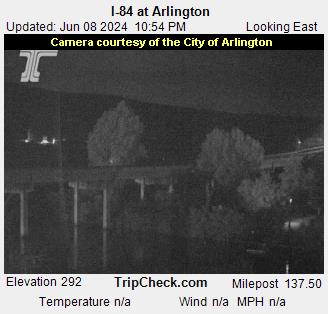 I-84 at Arlington
Updated: Jun 08 2024 10:54 PM Looking East
Camera courtesy of the City of Arlington
Elevation 292 TripCheck.com Milepost 137.50
Temperature n/a Wind n/a MPH n/a